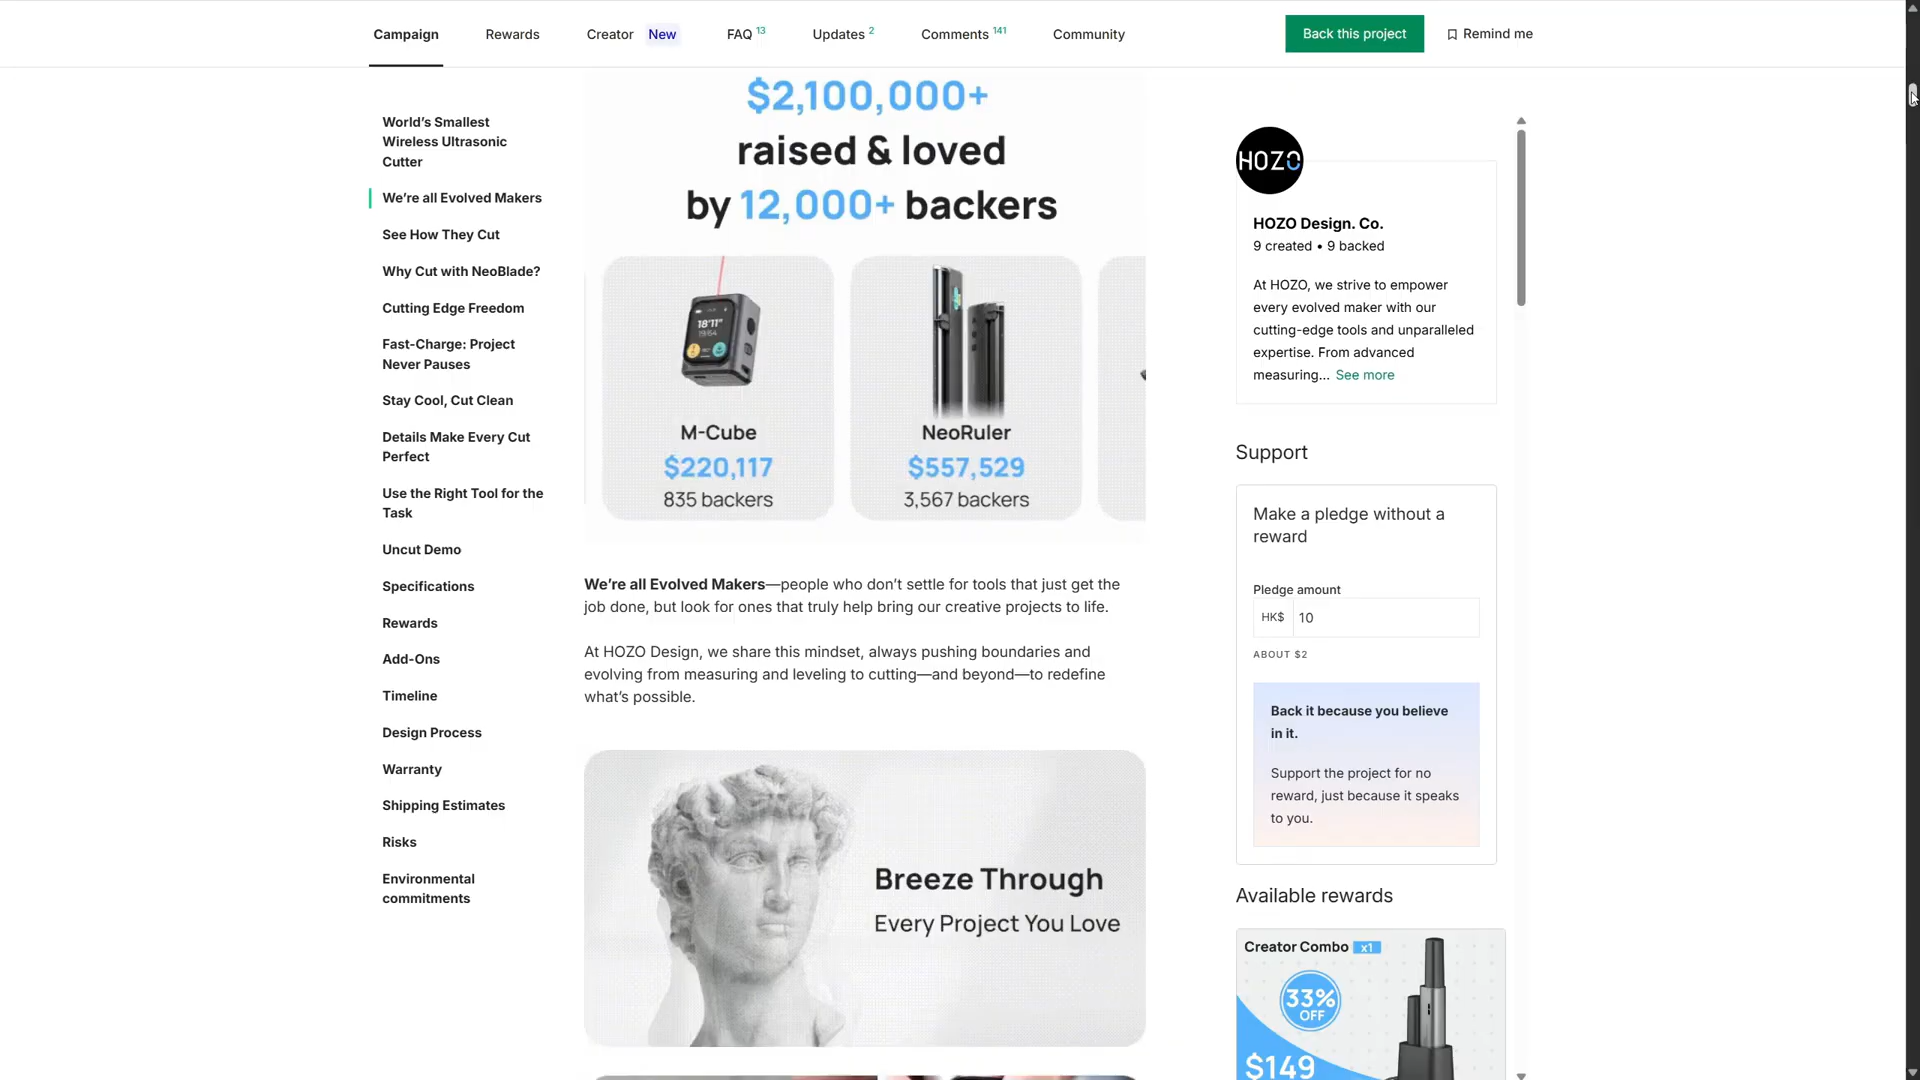 Campaign
Rewards
Creator New
FAQ 13
Updates 2
Comments 141
Community
Back this project
Remind me
World's Smallest
Wireless Ultrasonic
Cutter
We're all Evolved Makers
See How They Cut
Why Cut with NeoBlade?
Cutting Edge Freedom
Fast-Charge: Project
Never Pauses
Stay Cool, Cut Clean
Details Make Every Cut
Perfect
Use the Right Tool for the
Task
Uncut Demo
Specifications
Rewards
Add-Ons
Timeline
Design Process
Warranty
Shipping Estimates
Risks
Environmental
commitments
$2,100,000+
raised & loved
by 12,000+ backers
18'11"
M-Cube
$220,117
835 backers
NeoRuler
$557,529
3,567 backers
We're all Evolved Makers—people who don't settle for tools that just get the
job done, but look for ones that truly help bring our creative projects to life.
At HOZO Design, we share this mindset, always pushing boundaries and
evolving from measuring and leveling to cutting—and beyond—to redefine
what's possible.
Breeze Through
Every Project You Love
HOZO
HOZO Design. Co.
9 created • 9 backed
At HOZO, we strive to empower
every evolved maker with our
cutting-edge tools and unparalleled
expertise. From advanced
measuring... See more
Support
Make a pledge without a
reward
Pledge amount
HK$ 10
ABOUT $2
Back it because you believe
in it.
Support the project for no
reward, just because it speaks
to you.
Available rewards
Creator Combo x1
33%
OFF
$149